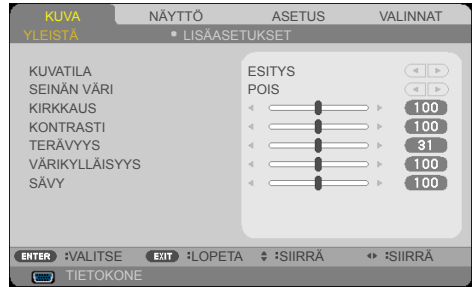 KUVA NÄYTTÖ ASETUS VALINNAT
YLEISTÄ • LISÄASETUKSET
KUVATILA ESITYS
SEINÄN VÄRI POIS
KIRKKAUS 100
KONTRASTI 100
TERÄVYYS 31
VÄRIKYLLÄISYYS 100
SÄVY 100
ENTER :VALITSE EXIT :LOPETA :SIIRRÄ :SIIRRÄ
TIETOKONE